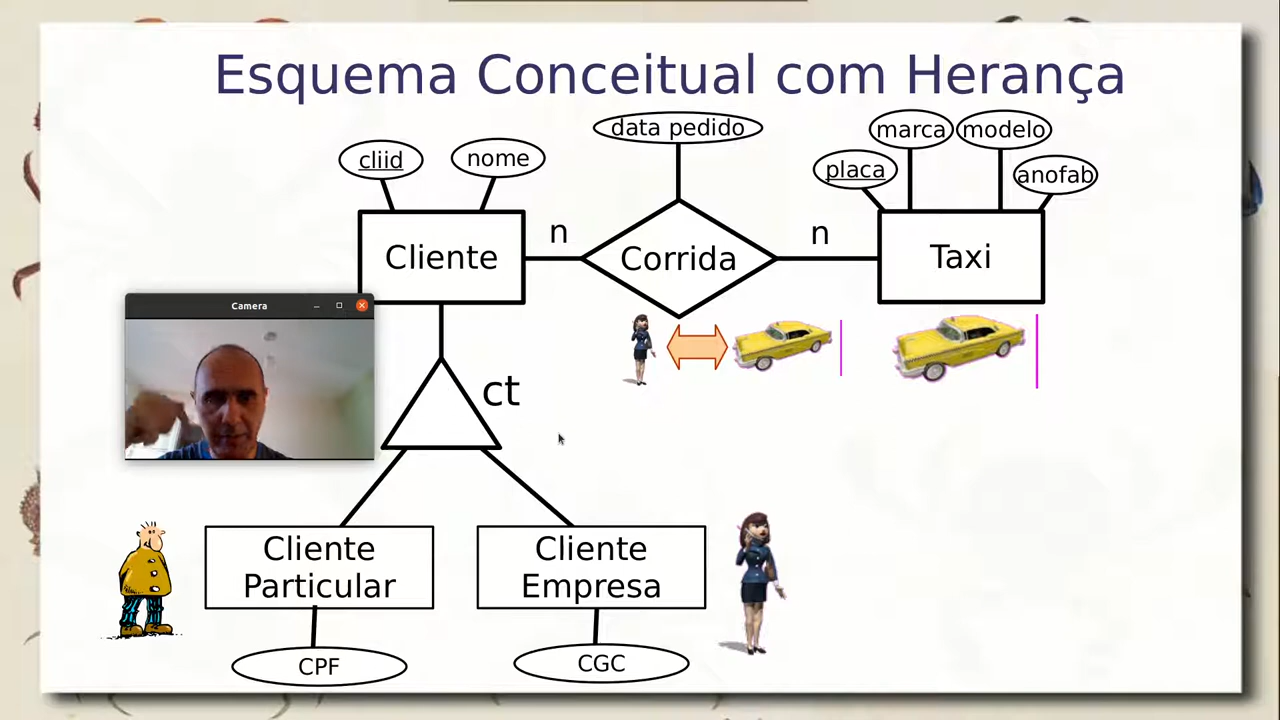 Esquema Conceitual com Herança
data pedido
marca
modelo
cliid
nome
placa
anofab
Cliente
n
Corrida
n
Taxi
Camera
ct
Cliente
Particular
Cliente
Empresa
CPF
CGC